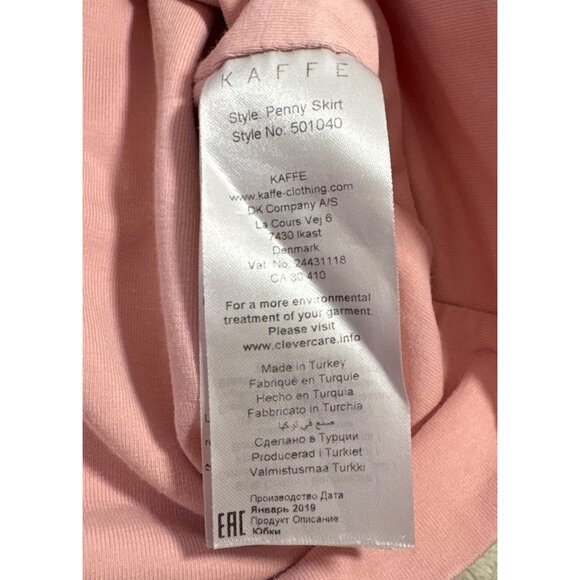 KAFFE
Style: Penny Skirt
Style No: 501040
KAFFE
www.kaffe-clothing.com
DK Company A/S
La Cours Vej 6
7430 Ikast
Denmark
Vat. No. 24431118
CA 80 410
For a more environmental
treatment of your garment.
Please visit
www.clevercare.info
Made in Turkey
Fabriqué en Turquie
Hecho en Turquia
Fabbricato in Turchia
صنع في تركيا
Сделано в Турции
Producerad i Turkiet
Valmistusmaa Turkki
Производство Дата
Январь 2019
EAC Продукт Описание
Юбки